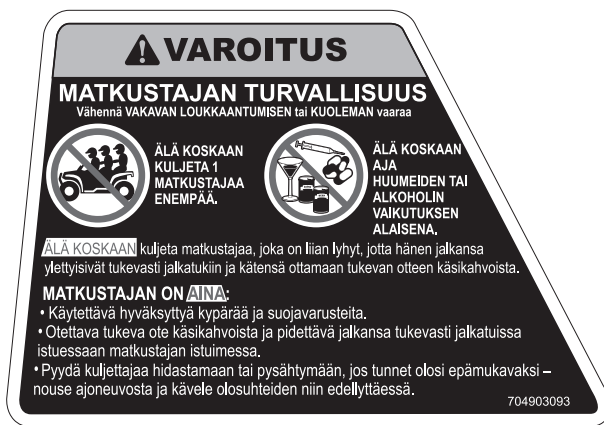 VAROITUS
MATKUSTAJAN TURVALLISUUS
Vähennä VAKAVAN LOUKKAANTUMISEN tai KUOLEMAN vaaraa
ÄLÄ KOSKAAN
KULJETA 1
MATKUSTAJAA
ENEMPÄÄ.
ÄLÄ KOSKAAN
AJA
HUUMEIDEN TAI
ALKOHOLIN
VAIKUTUKSEN
ALAISENA.
ÄLÄ KOSKAAN kuljeta matkustajaa, joka on liian lyhyt, jotta hänen jalkansa
ylettyisivät tukevasti jalkatukiin ja kätensä ottamaan tukevan otteen käsikahvoista.
MATKUSTAJAN ON AINA:
• Käytettävä hyväksyttyä kypärää ja suojavarusteita.
• Otettava tukeva ote käsikahvoista ja pidettävä jalkansa tukevasti jalkatuissa
istuessaan matkustajan istuimessa.
• Pyydä kuljettajaa hidastamaan tai pysähtymään, jos tunnet olosi epämukavaksi –
nouse ajoneuvosta ja kävele olosuhteiden niin edellyttäessä.
704903093